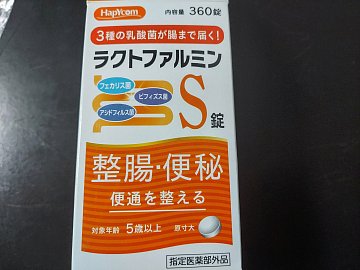 HapYcom
内容量 360錠
3種の乳酸菌が腸まで届く!
ラクトファルミン
フェカリス菌
ビフィズス菌
アシドフィルス菌
S錠
整腸・便秘
便通を整える
対象年齢 5歳以上 原寸大
指定医薬部外品